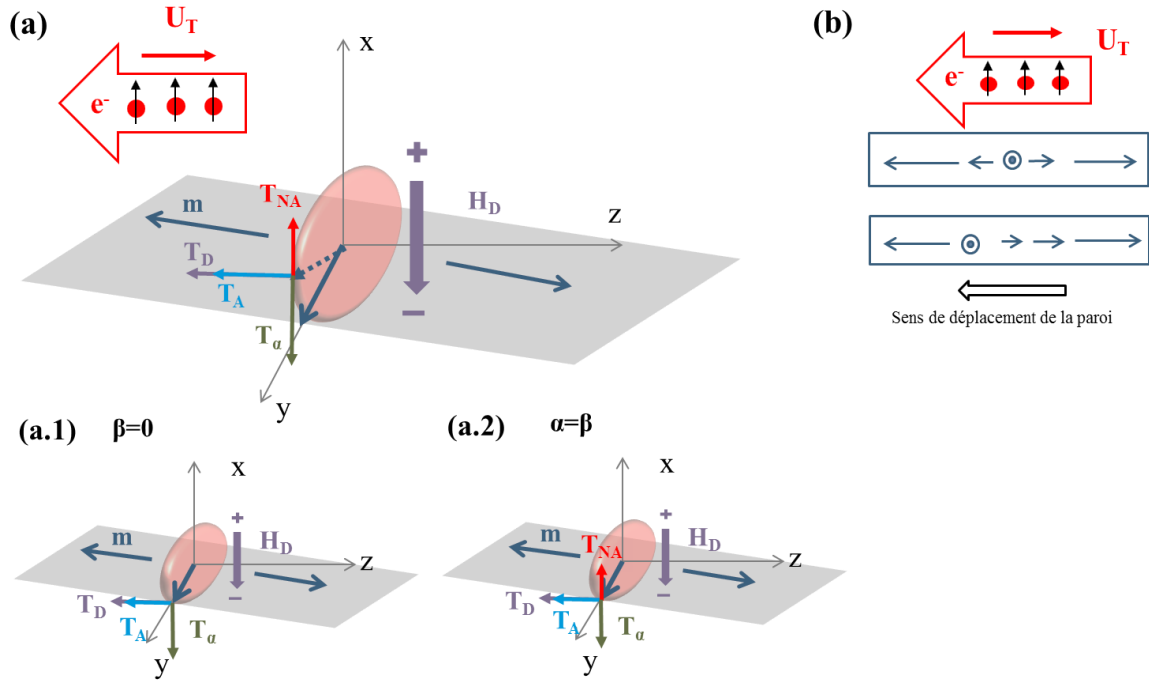 (a)
U_T
e⁻
x
+
T_NA
H_D
m
z
T_D
T_A
−
T_α
y
(b)
U_T
e⁻
Sens de déplacement de la paroi
(a.1) β=0
x
+
m
H_D
z
−
T_D
T_A
T_α
y
(a.2) α=β
x
+
T_NA
m
H_D
z
−
T_D
T_A
T_α
y